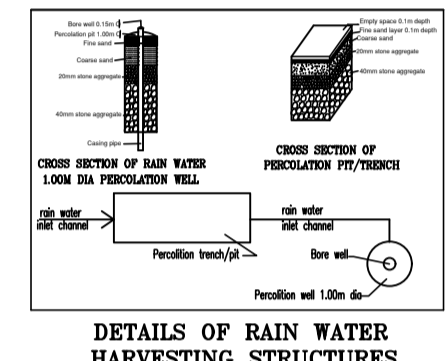 Bore well 0.15m
Percolation pit 1.00m
Fine sand
Coarse sand
20mm stone aggregate
40mm stone aggregate
Casing pipe
CROSS SECTION OF RAIN WATER
1.00M DIA PERCOLATION WELL
Empty space 0.1m depth
Fine sand layer 0.1m depth
Coarse sand
20mm stone aggregate
40mm stone aggregate
CROSS SECTION OF
PERCOLATION PIT/TRENCH
rain water
inlet channel
Percolition trench/pit
rain water
inlet channel
Bore well
Percolition well 1.00m dia
DETAILS OF RAIN WATER
HARVESTING STRUCTURES